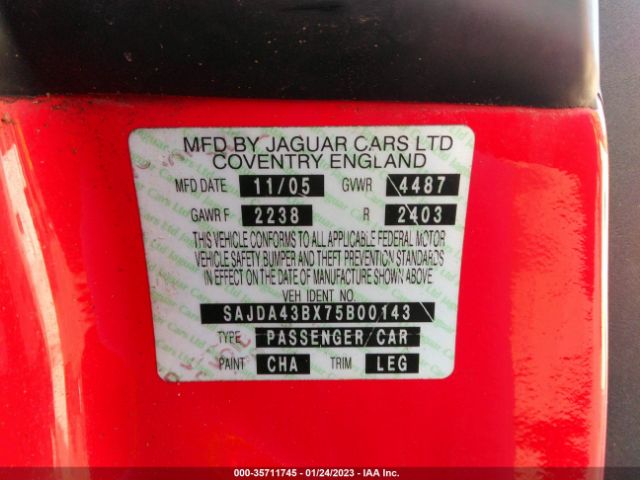 MFD BY JAGUAR CARS LTD
COVENTRY ENGLAND
MFD DATE 11/05 GVWR 4487
GAWR F 2238 R 2403
THIS VEHICLE CONFORMS TO ALL APPLICABLE FEDERAL MOTOR
VEHICLE SAFETY BUMPER AND THEFT PREVENTION STANDARDS
IN EFFECT ON THE DATE OF MANUFACTURE SHOWN ABOVE
VEH IDENT NO.
SAJDA43BX75B00143
TYPE PASSENGER CAR
PAINT CHA TRIM LEG
000-35711745 - 01/24/2023 - IAA Inc.